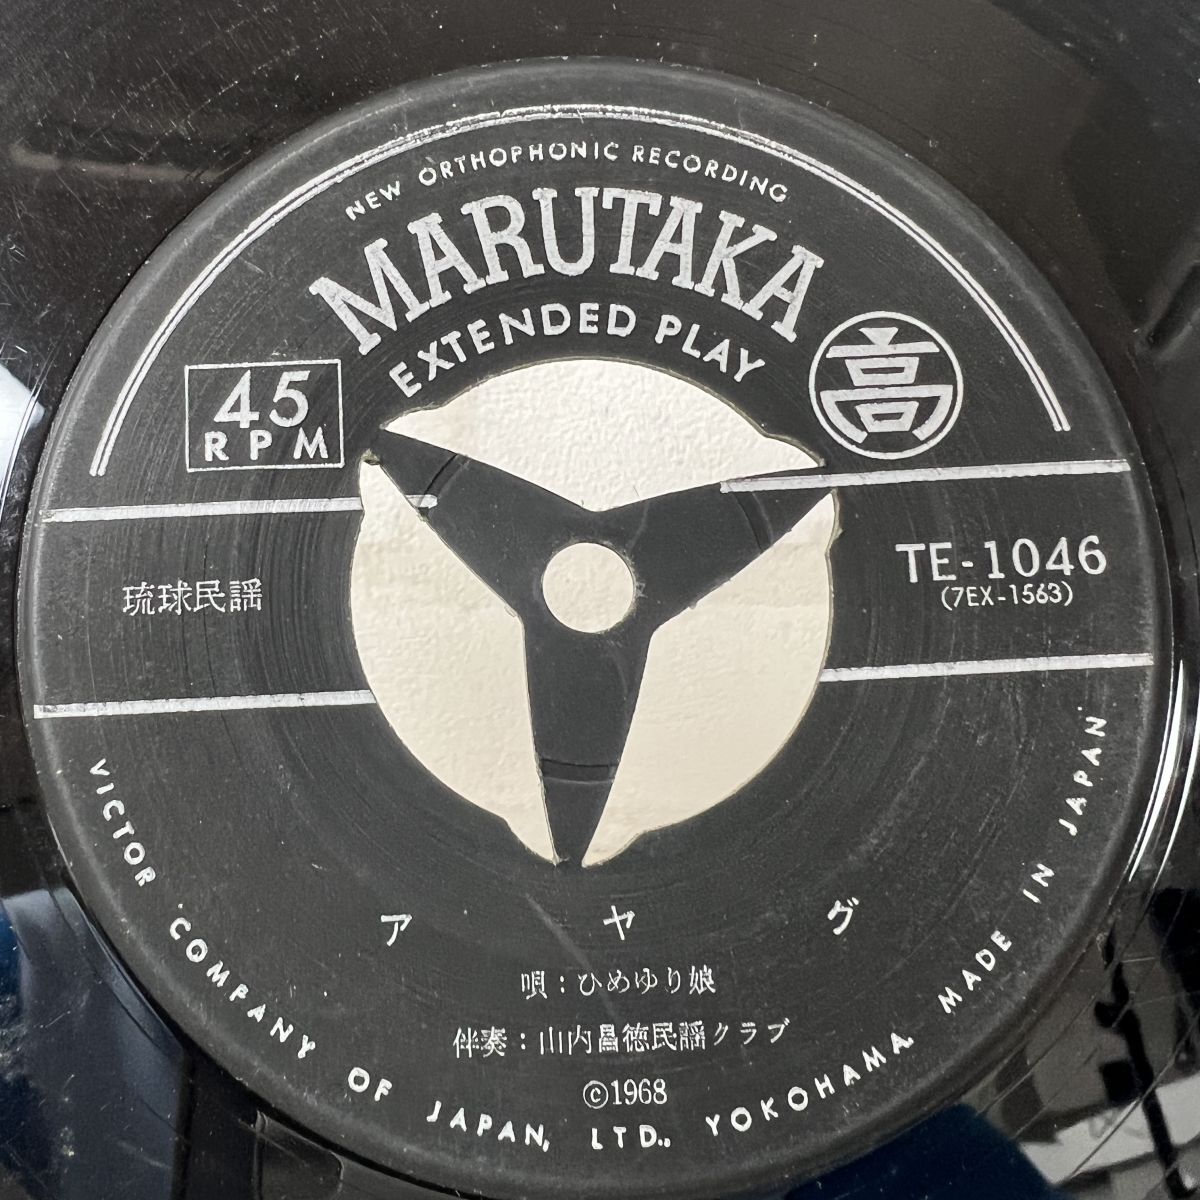 NEW ORTHOPHONIC RECORDING
MARUTAKA
EXTENDED PLAY
高
45
RPM
琉球民謡
TE-1046
(7EX-1563)
アヤグ
唄：ひめゆり娘
伴奏：山内昌徳民謡クラブ
©1968
VICTOR COMPANY OF JAPAN, LTD., YOKOHAMA. MADE IN JAPAN